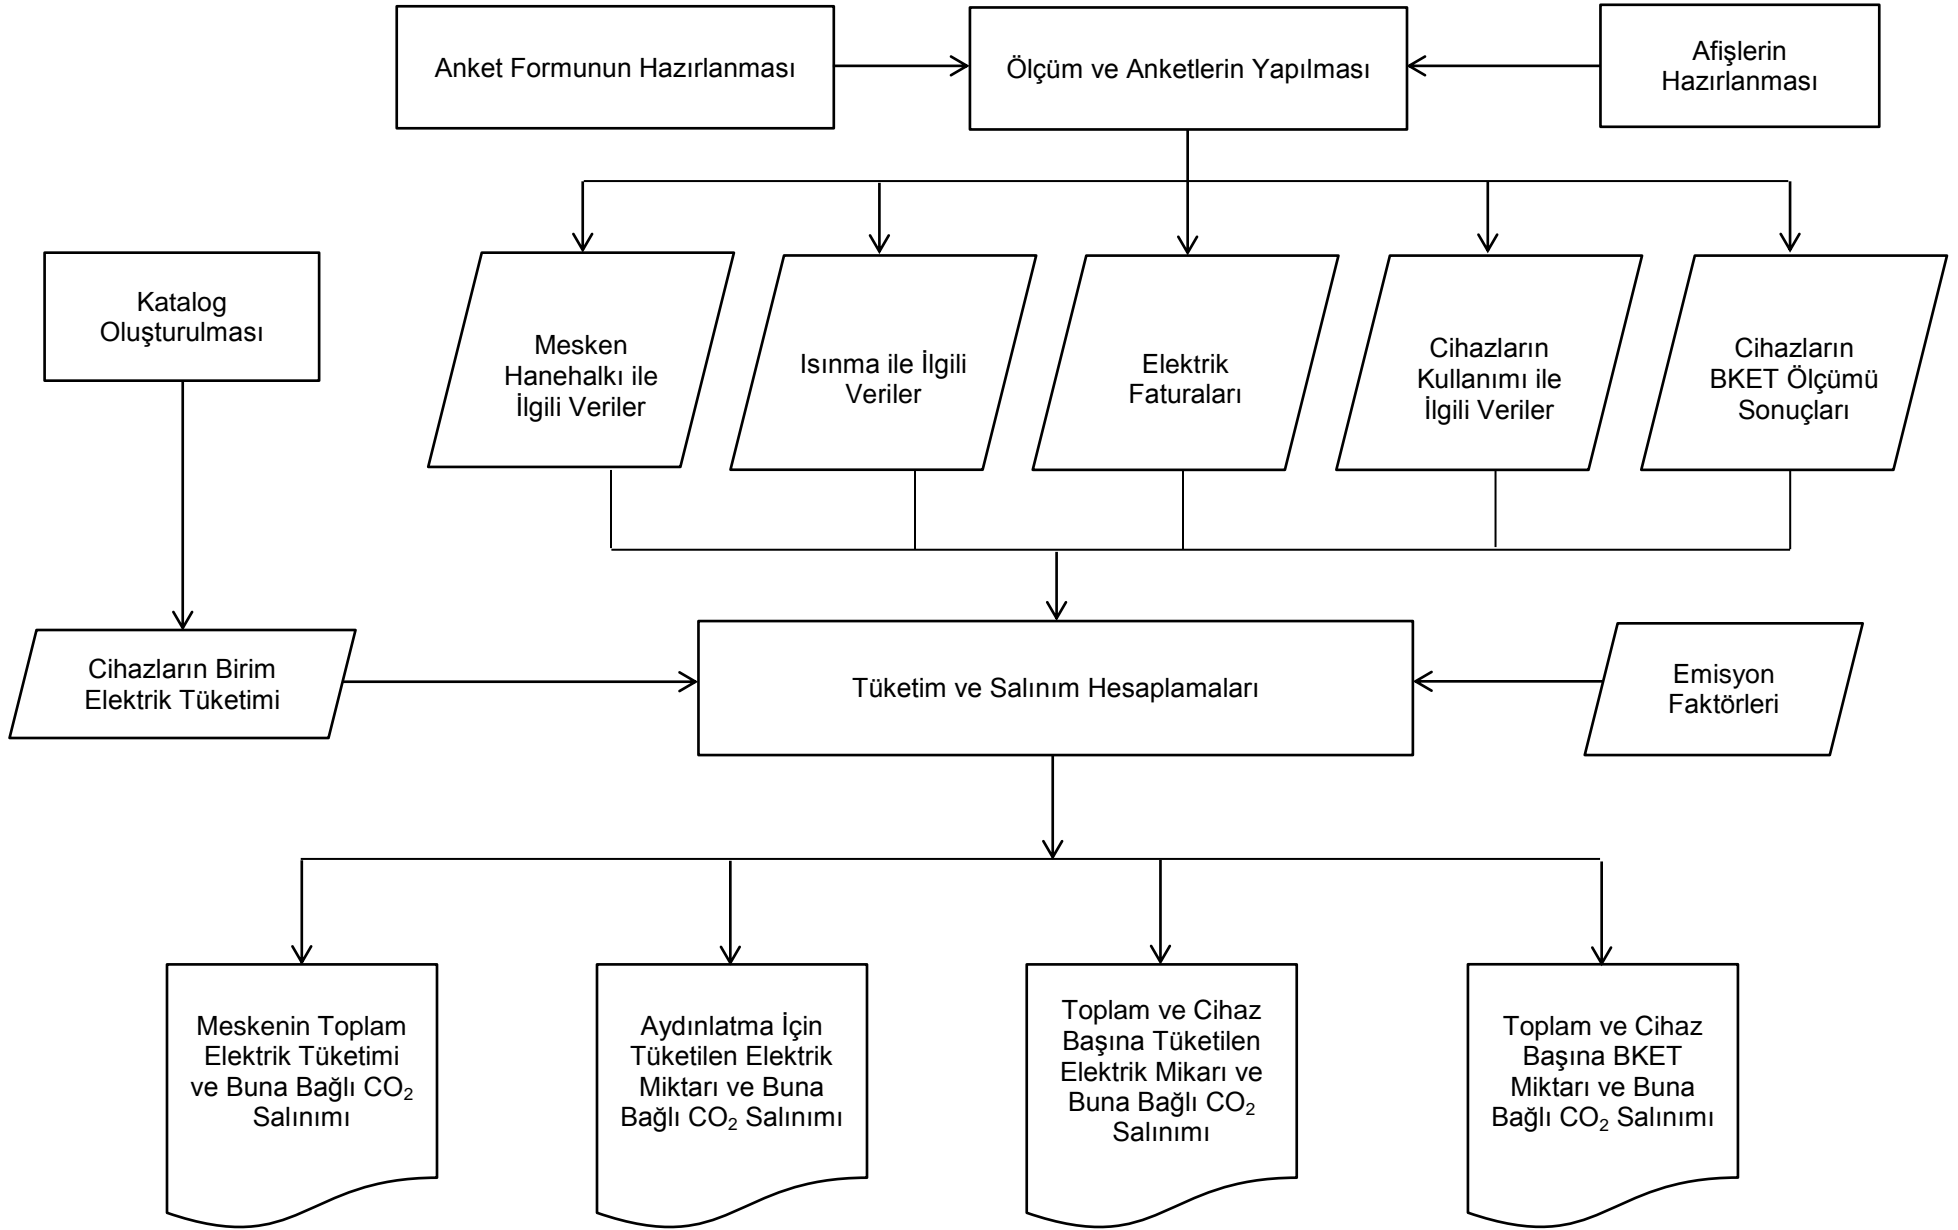 Anket Formunun Hazırlanması
Ölçüm ve Anketlerin Yapılması
Afişlerin
Hazırlanması
Katalog
Oluşturulması
Mesken
Hanehalkı ile
İlgili Veriler
Isınma ile İlgili
Veriler
Elektrik
Faturaları
Cihazların
Kullanımı ile
İlgili Veriler
Cihazların
BKET Ölçümü
Sonuçları
Cihazların Birim
Elektrik Tüketimi
Tüketim ve Salınım Hesaplamaları
Emisyon
Faktörleri
Meskenin Toplam
Elektrik Tüketimi
ve Buna Bağlı CO₂
Salınımı
Aydınlatma İçin
Tüketilen Elektrik
Miktarı ve Buna
Bağlı CO₂ Salınımı
Toplam ve Cihaz
Başına Tüketilen
Elektrik Mikarı ve
Buna Bağlı CO₂
Salınımı
Toplam ve Cihaz
Başına BKET
Miktarı ve Buna
Bağlı CO₂ Salınımı